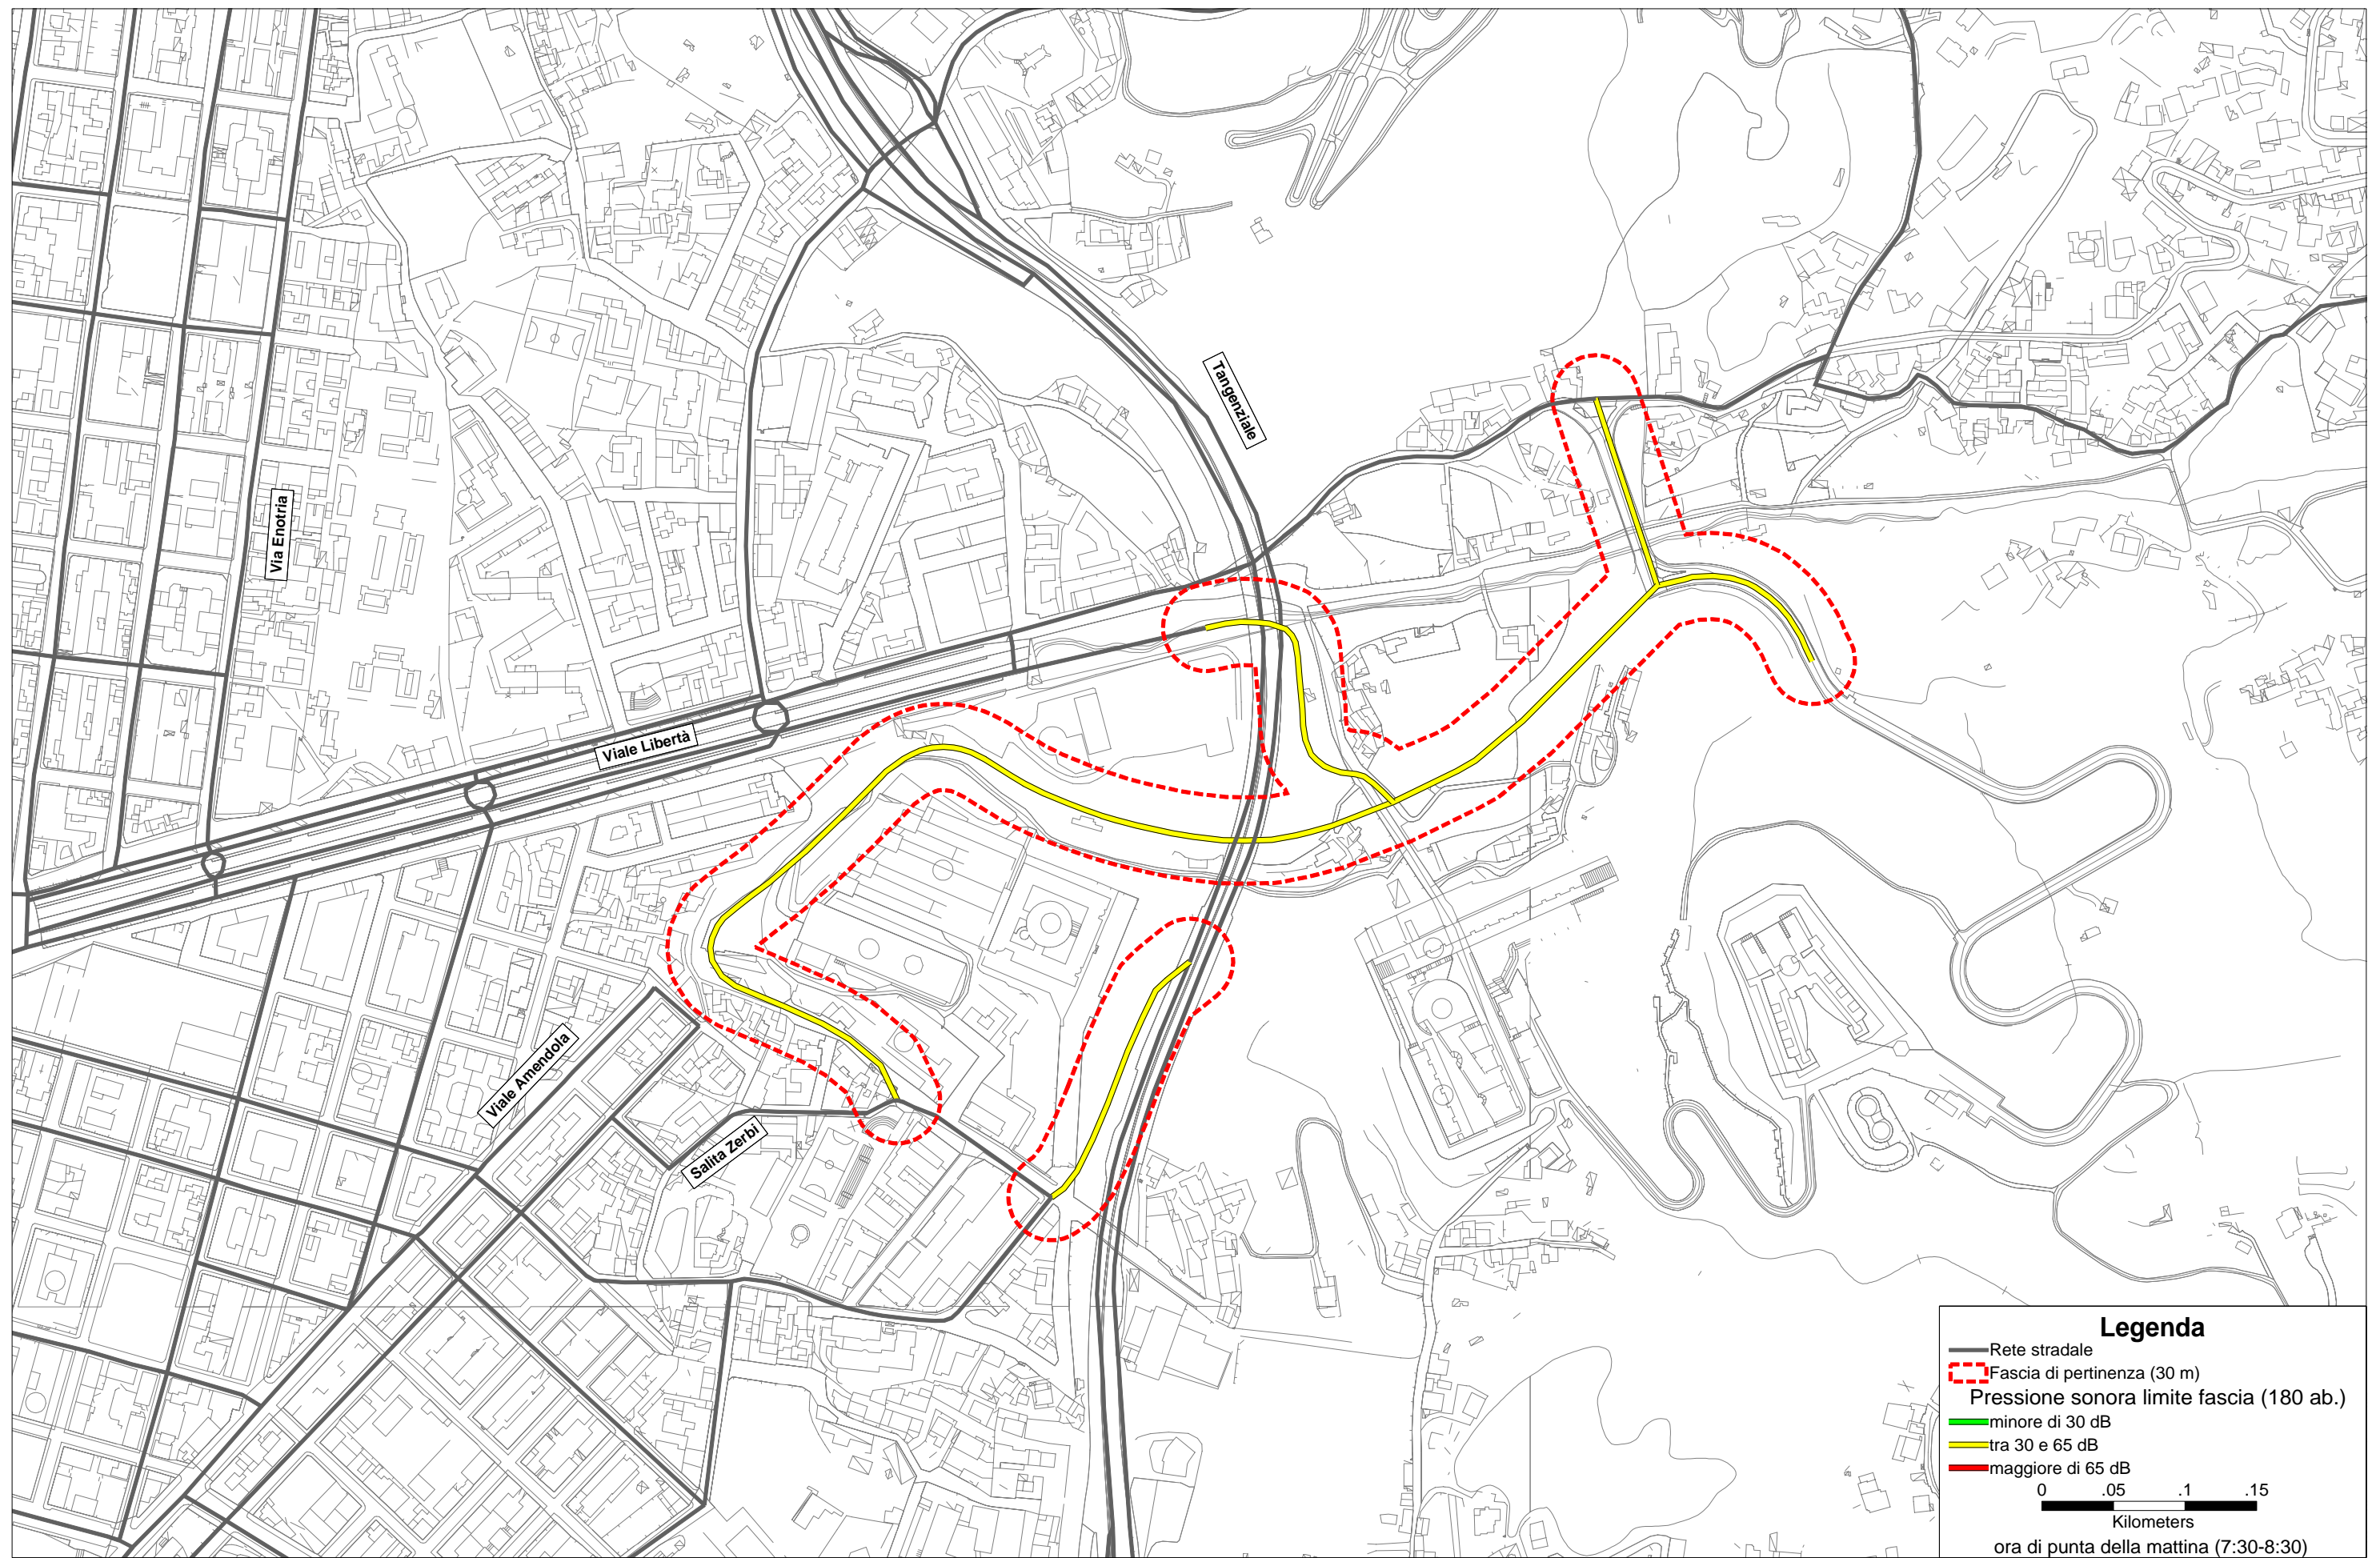 Tangenziale
Via Enotria
Viale Libertà
Viale Amendola
Salita Zerbi
Legenda
Rete stradale
Fascia di pertinenza (30 m)
Pressione sonora limite fascia (180 ab.)
minore di 30 dB
tra 30 e 65 dB
maggiore di 65 dB
0 .05 .1 .15
Kilometers
ora di punta della mattina (7:30-8:30)